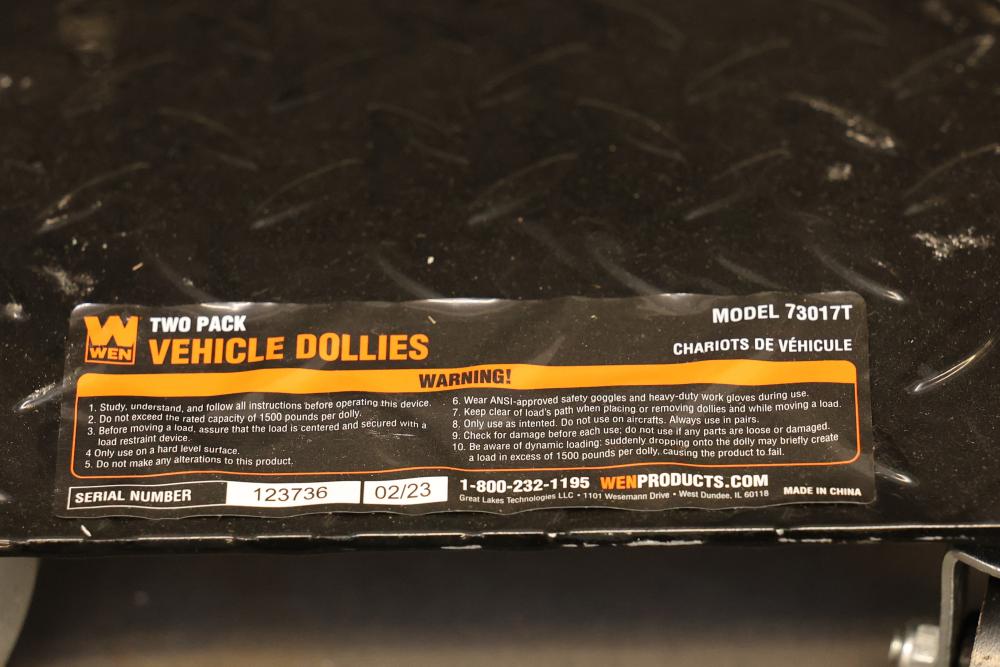 WEN
TWO PACK
VEHICLE DOLLIES
MODEL 73017T
CHARIOTS DE VÉHICULE
WARNING!
1. Study, understand, and follow all instructions before operating this device.
2. Do not exceed the rated capacity of 1500 pounds per dolly.
3. Before moving a load, assure that the load is centered and secured with a
load restraint device.
4 Only use on a hard level surface.
5. Do not make any alterations to this product.
6. Wear ANSI-approved safety goggles and heavy-duty work gloves during use.
7. Keep clear of load's path when placing or removing dollies and while moving a load.
8. Only use as intended. Do not use on aircrafts. Always use in pairs.
9. Check for damage before each use; do not use if any parts are loose or damaged.
10. Be aware of dynamic loading: suddenly dropping onto the dolly may briefly create
a load in excess of 1500 pounds per dolly, causing the product to fail.
SERIAL NUMBER 123736 02/23
1-800-232-1195 WENPRODUCTS.COM
Great Lakes Technologies LLC • 1101 Wesemann Drive • West Dundee, IL 60118
MADE IN CHINA